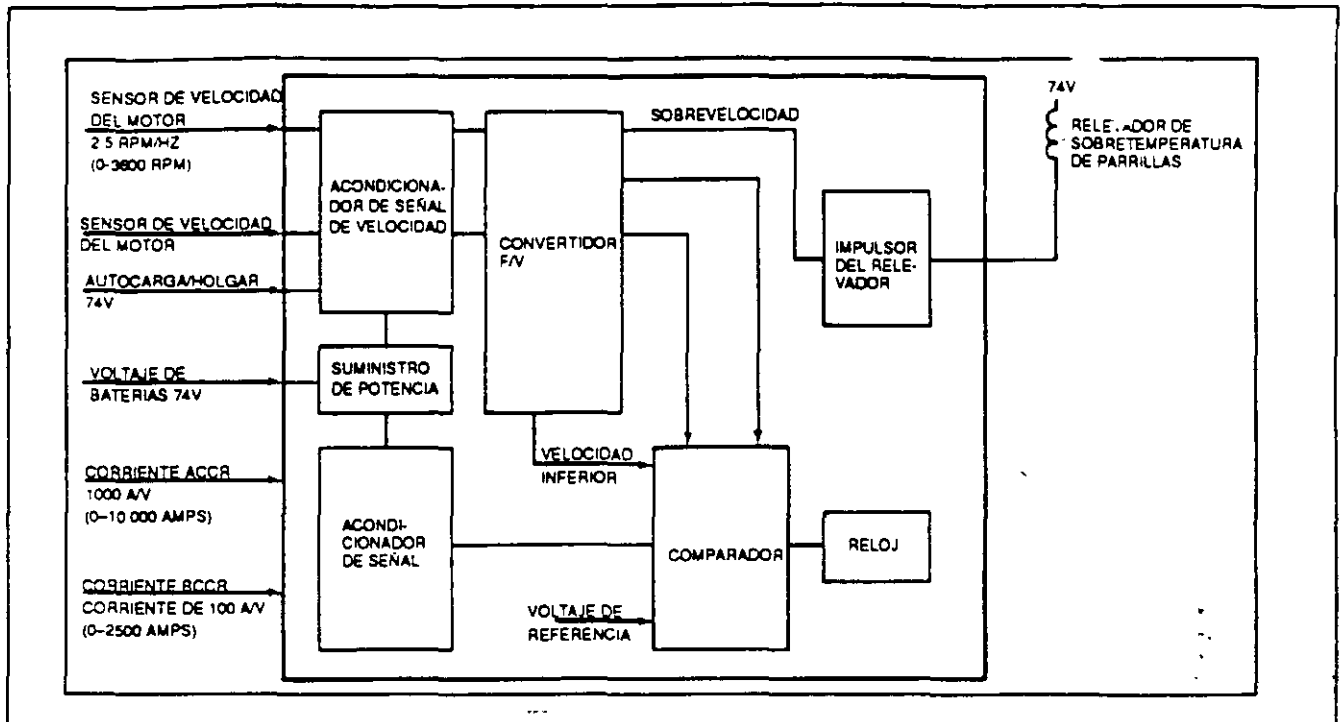 SENSOR DE VELOCIDAD
DEL MOTOR
2.5 RPM/HZ
(0-3600 RPM)
SENSOR DE VELOCIDAD
DEL MOTOR
AUTOCARGA/HOLGAR
74V
VOLTAJE DE
BATERIAS 74V
CORRIENTE ACCR
1000 A/V
(0-10 000 AMPS)
CORRIENTE BCCR
CORRIENTE DE 100 A/V
(0-2500 AMPS)
ACONDICIONA-
DOR DE SEÑAL
DE VELOCIDAD
SUMINISTRO
DE POTENCIA
ACONDI-
CIONADOR
DE SEÑAL
CONVERTIDOR
F/V
SOBREVELOCIDAD
VELOCIDAD
INFERIOR
VOLTAJE DE
REFERENCIA
COMPARADOR
RELOJ
IMPULSOR
DEL RELE-
VADOR
74V
DE
SOBRETEMPERATURA
DE PARRILLAS